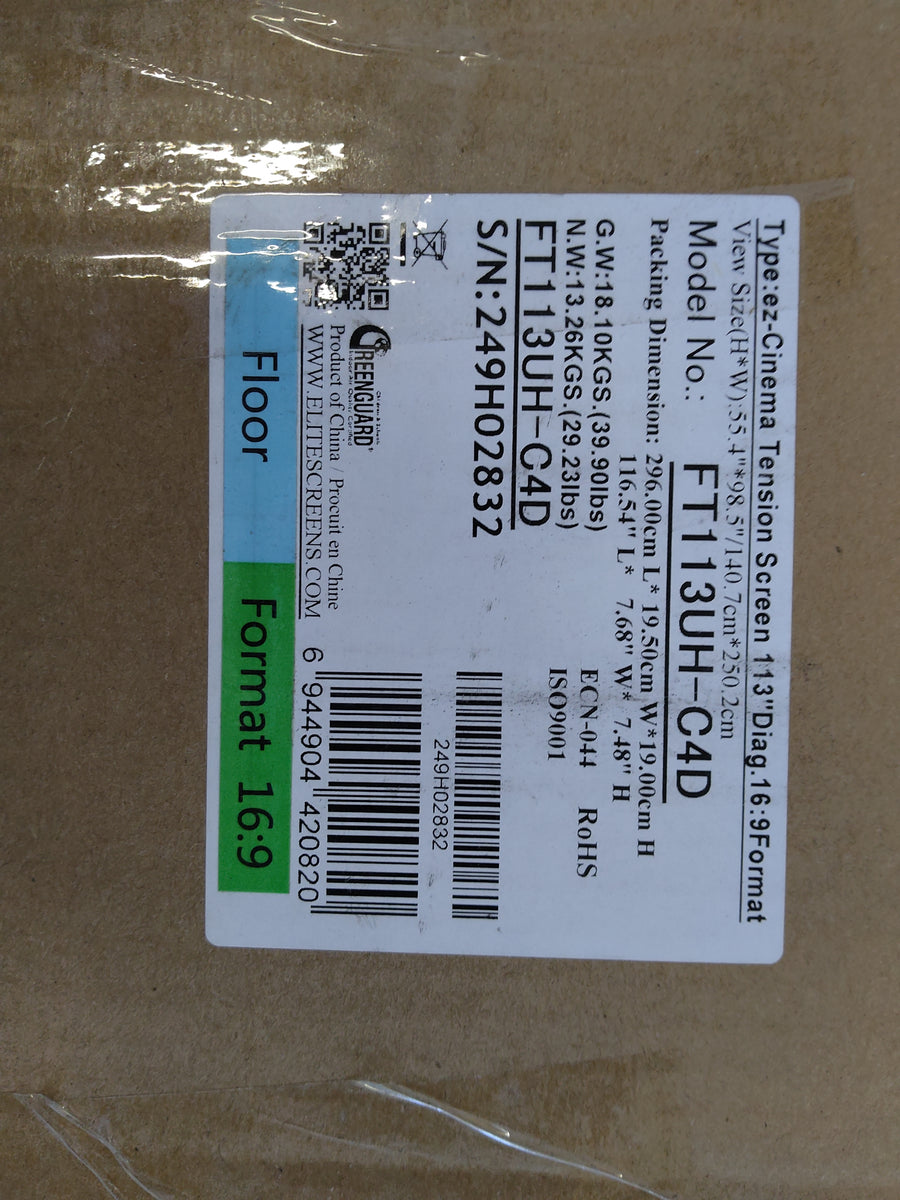 Type:ez-Cinema Tension Screen 113"Diag.16:9Format
View Size(H*W):55.4"*98.5"/140.7cm*250.2cm
Model No.: FT113UH-C4D
Packing Dimension: 296.00cm L* 19.50cm W*19.00cm H
116.54" L* 7.68" W* 7.48" H
G.W:18.10KGS.(39.90lbs)
N.W:13.26KGS.(29.23lbs)
ECN-044 RoHS
ISO9001
FT113UH-C4D
S/N:249H02832
249H02832
GREENGUARD
Product of China / Procuit en Chine
WWW.ELITESCREENS.COM
6 944904 420820
Floor
Format 16:9